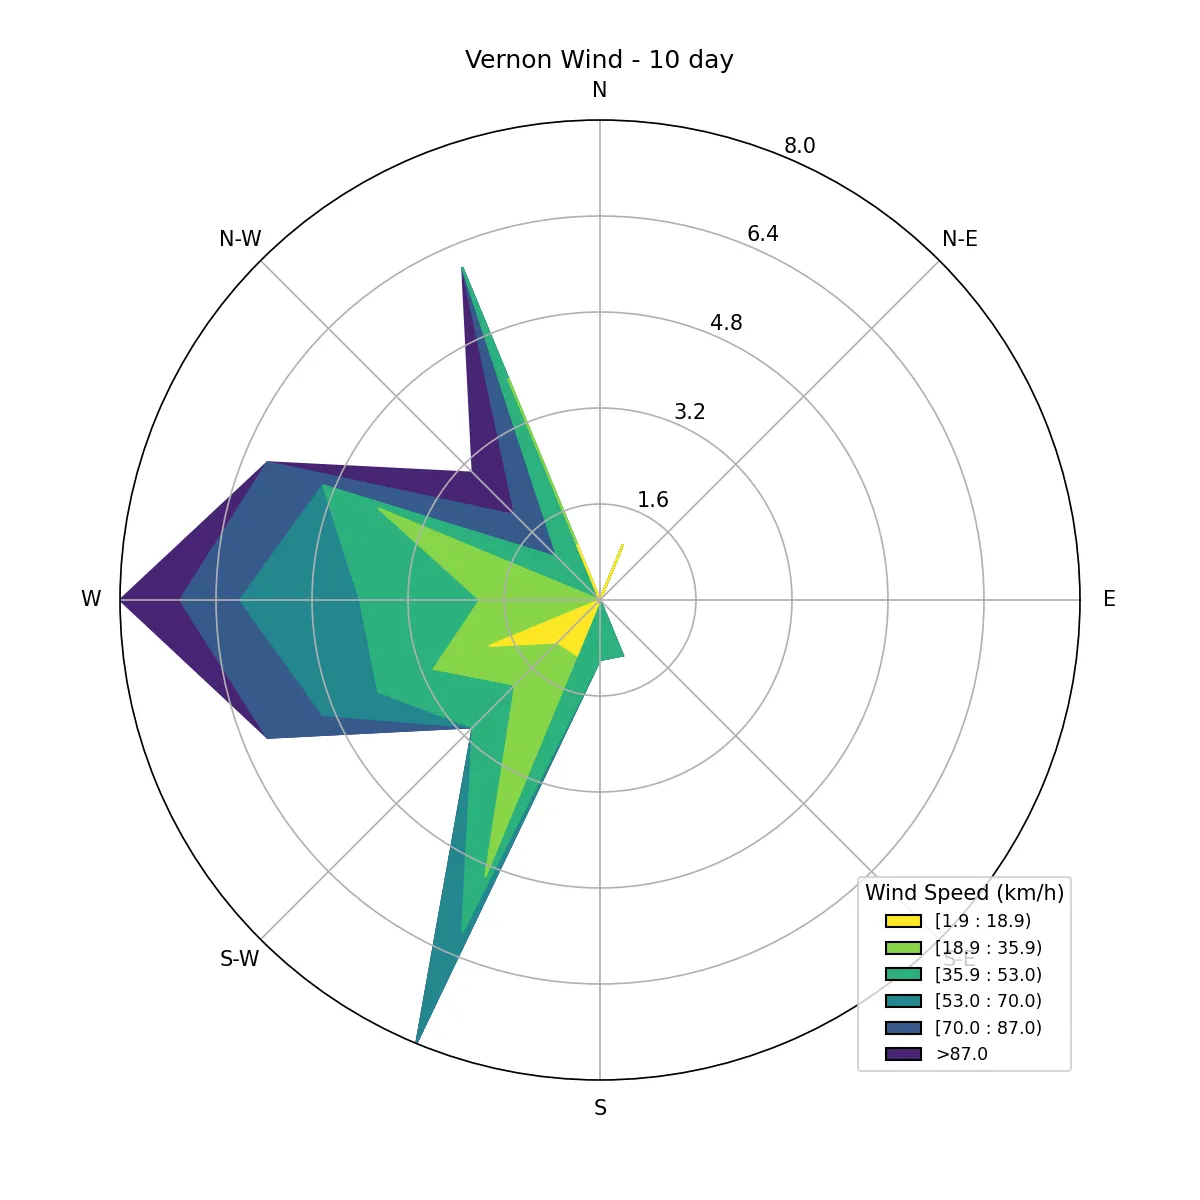 Vernon Wind - 10 day
N
8.0
N-W
N-E
6.4
4.8
3.2
1.6
W
E
S-W
S-E
S
Wind Speed (km/h)
[1.9 : 18.9)
[18.9 : 35.9)
[35.9 : 53.0)
[53.0 : 70.0)
[70.0 : 87.0)
>87.0